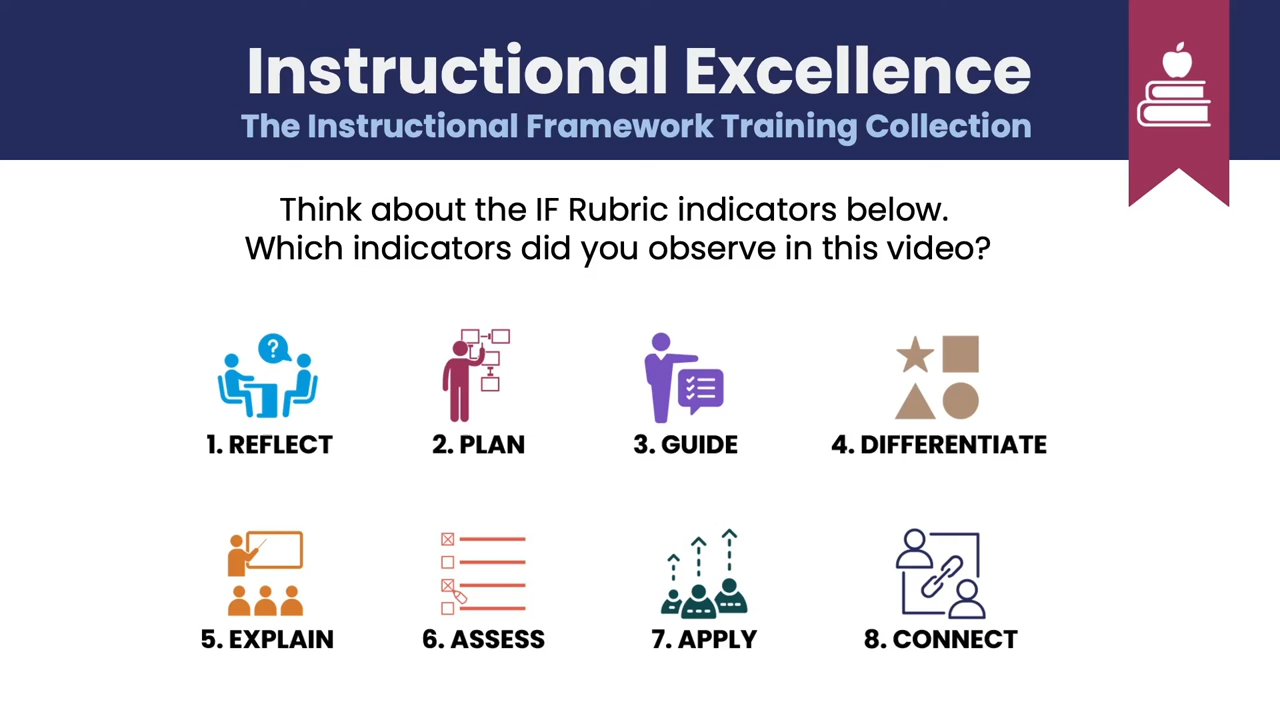 Instructional Excellence
The Instructional Framework Training Collection
Think about the IF Rubric indicators below.
Which indicators did you observe in this video?
?
1. REFLECT
2. PLAN
3. GUIDE
4. DIFFERENTIATE
5. EXPLAIN
6. ASSESS
7. APPLY
8. CONNECT